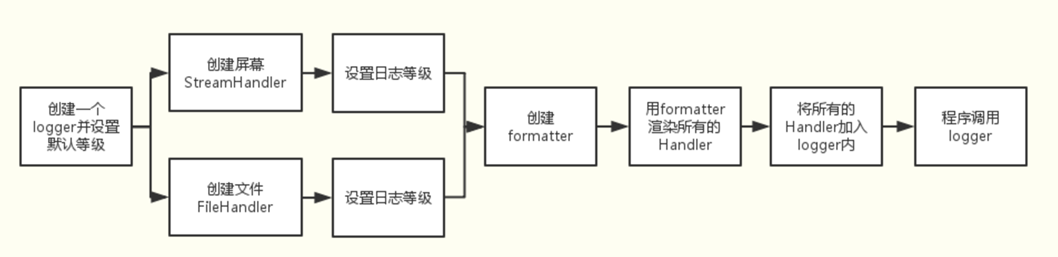 创建一个
logger并设置
默认等级
创建屏幕
StreamHandler
设置日志等级
创建文件
FileHandler
设置日志等级
创建
formatter
用formatter
渲染所有的
Handler
将所有的
Handler加入
logger内
程序调用
logger